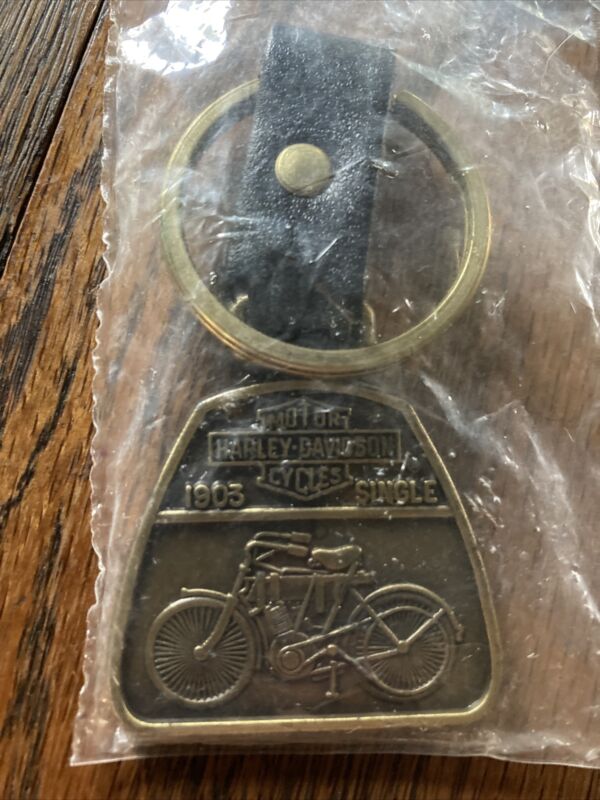 MOTOR
HARLEY-DAVIDSON
CYCLES
1903 SINGLE